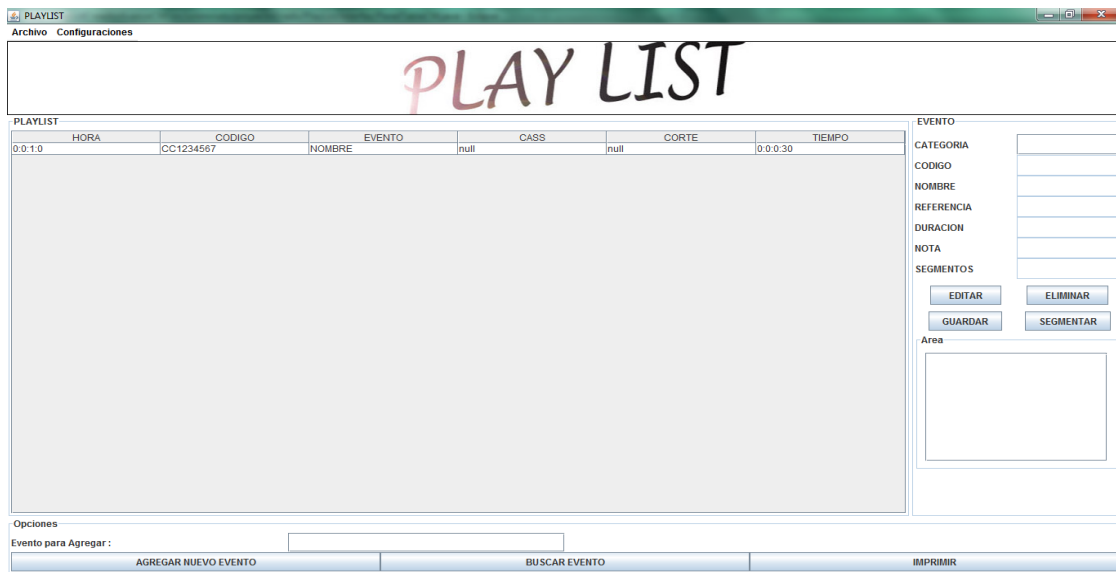 PLAYLIST
Archivo Configuraciones
PLAY LIST
PLAYLIST
HORA CODIGO EVENTO CASS CORTE TIEMPO
0:0:1:0 CC1234567 NOMBRE null null 0:0:0:30
EVENTO
CATEGORIA
CODIGO
NOMBRE
REFERENCIA
DURACION
NOTA
SEGMENTOS
EDITAR ELIMINAR
GUARDAR SEGMENTAR
Area
Opciones
Evento para Agregar :
AGREGAR NUEVO EVENTO BUSCAR EVENTO IMPRIMIR